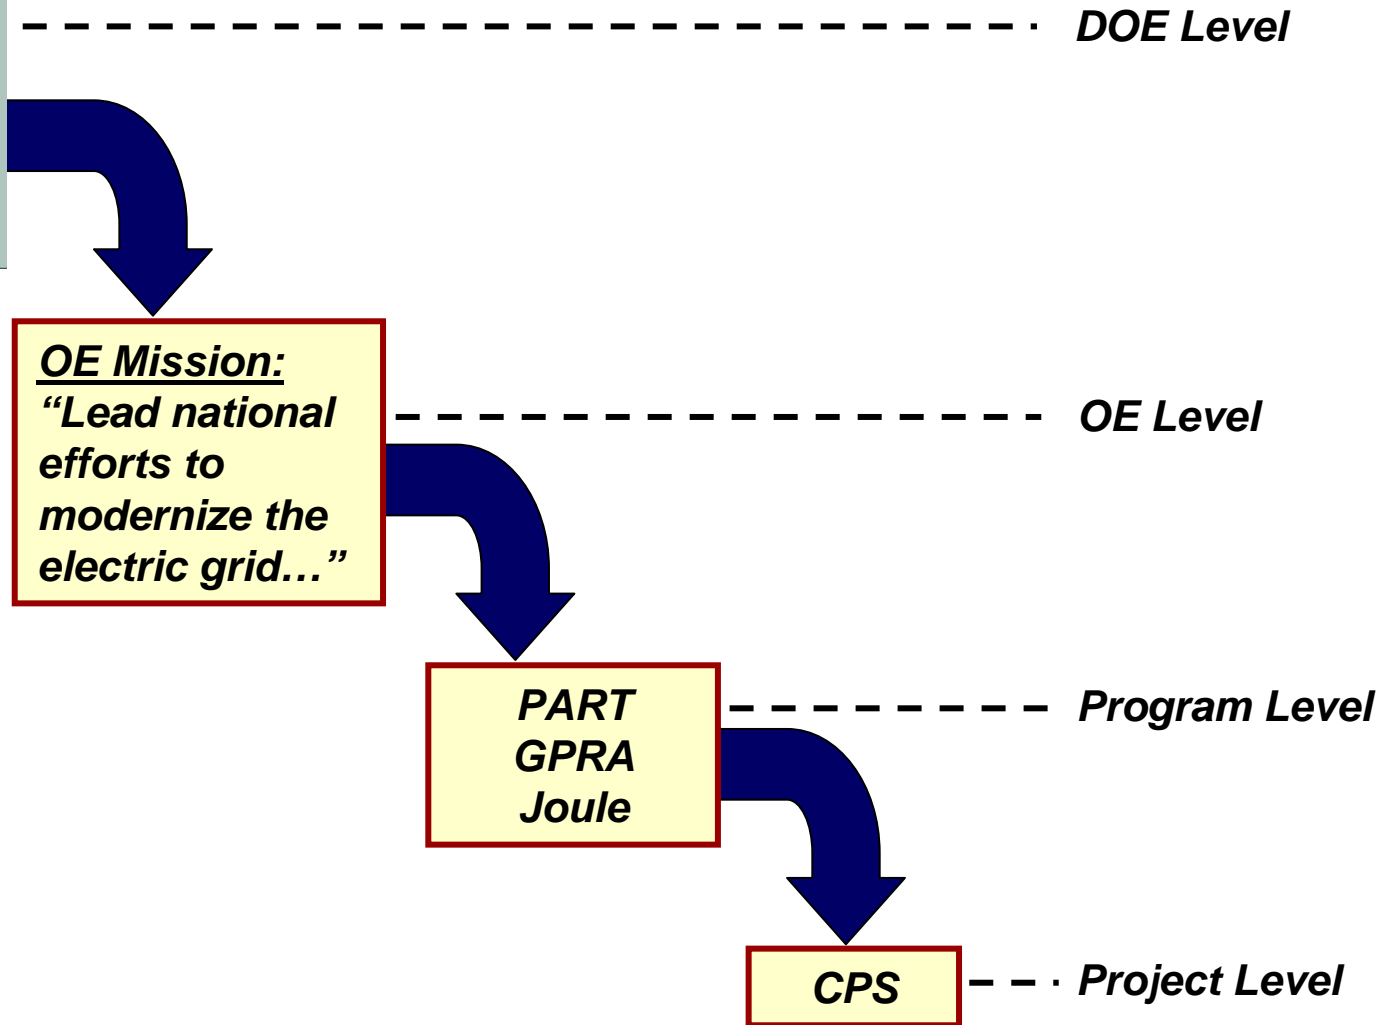 DOE Level
OE Mission:
“Lead national
efforts to
modernize the
electric grid…”
OE Level
PART
GPRA
Joule
Program Level
CPS
Project Level